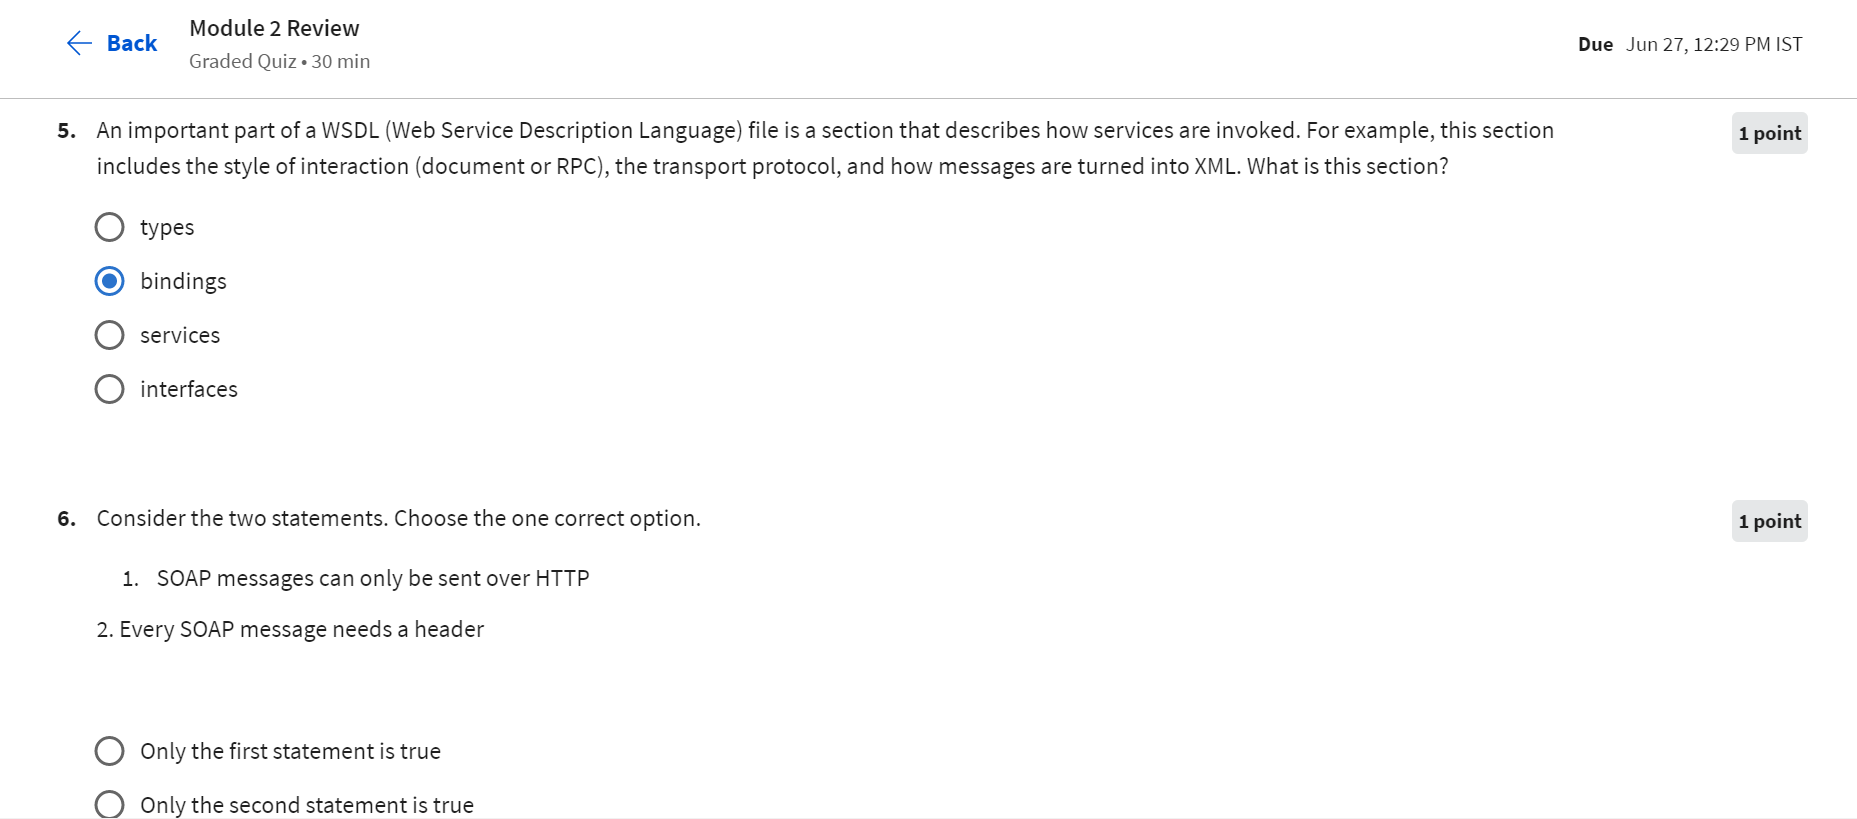 Back
Module 2 Review
Graded Quiz • 30 min
Due Jun 27, 12:29 PM IST
5. An important part of a WSDL (Web Service Description Language) file is a section that describes how services are invoked. For example, this section
includes the style of interaction (document or RPC), the transport protocol, and how messages are turned into XML. What is this section?
1 point
types
bindings
services
interfaces
6. Consider the two statements. Choose the one correct option.
1 point
1. SOAP messages can only be sent over HTTP
2. Every SOAP message needs a header
Only the first statement is true
Only the second statement is true